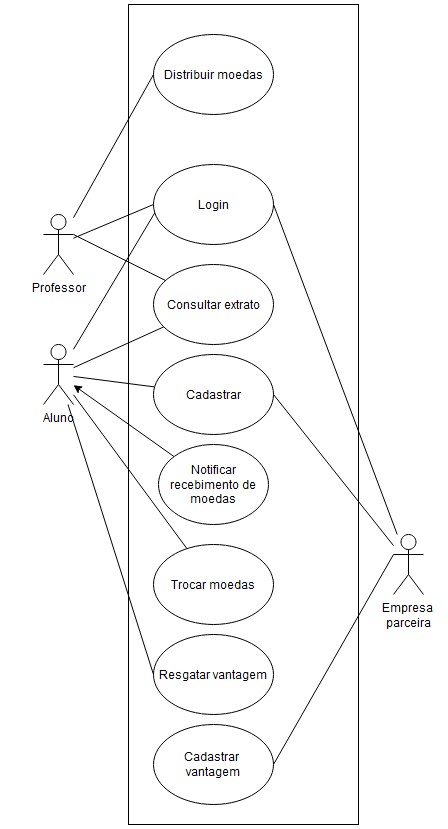 Distribuir moedas
Login
Professor
Consultar extrato
Cadastrar
Aluno
Notificar
recebimento de
moedas
Trocar moedas
Empresa
parceira
Resgatar vantagem
Cadastrar
vantagem